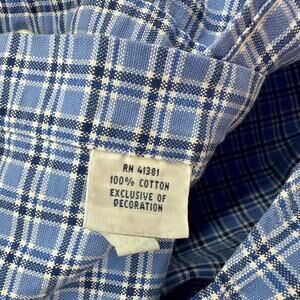 RN 41381
100% COTTON
EXCLUSIVE OF
DECORATION